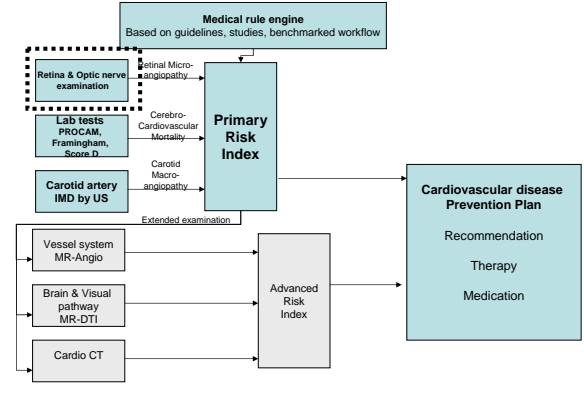 Medical rule engine
Based on guidelines, studies, benchmarked workflow
Retina & Optic nerve
examination
Retinal Micro-
angiopathy
Lab tests
PROCAM,
Framingham,
Score D
Cerebro-
Cardiovascular
Mortality
Carotid artery
IMD by US
Carotid
Macro-
angiopathy
Primary
Risk
Index
Extended examination
Vessel system
MR-Angio
Brain & Visual
pathway
MR-DTI
Cardio CT
Advanced
Risk
Index
Cardiovascular disease
Prevention Plan
Recommendation
Therapy
Medication